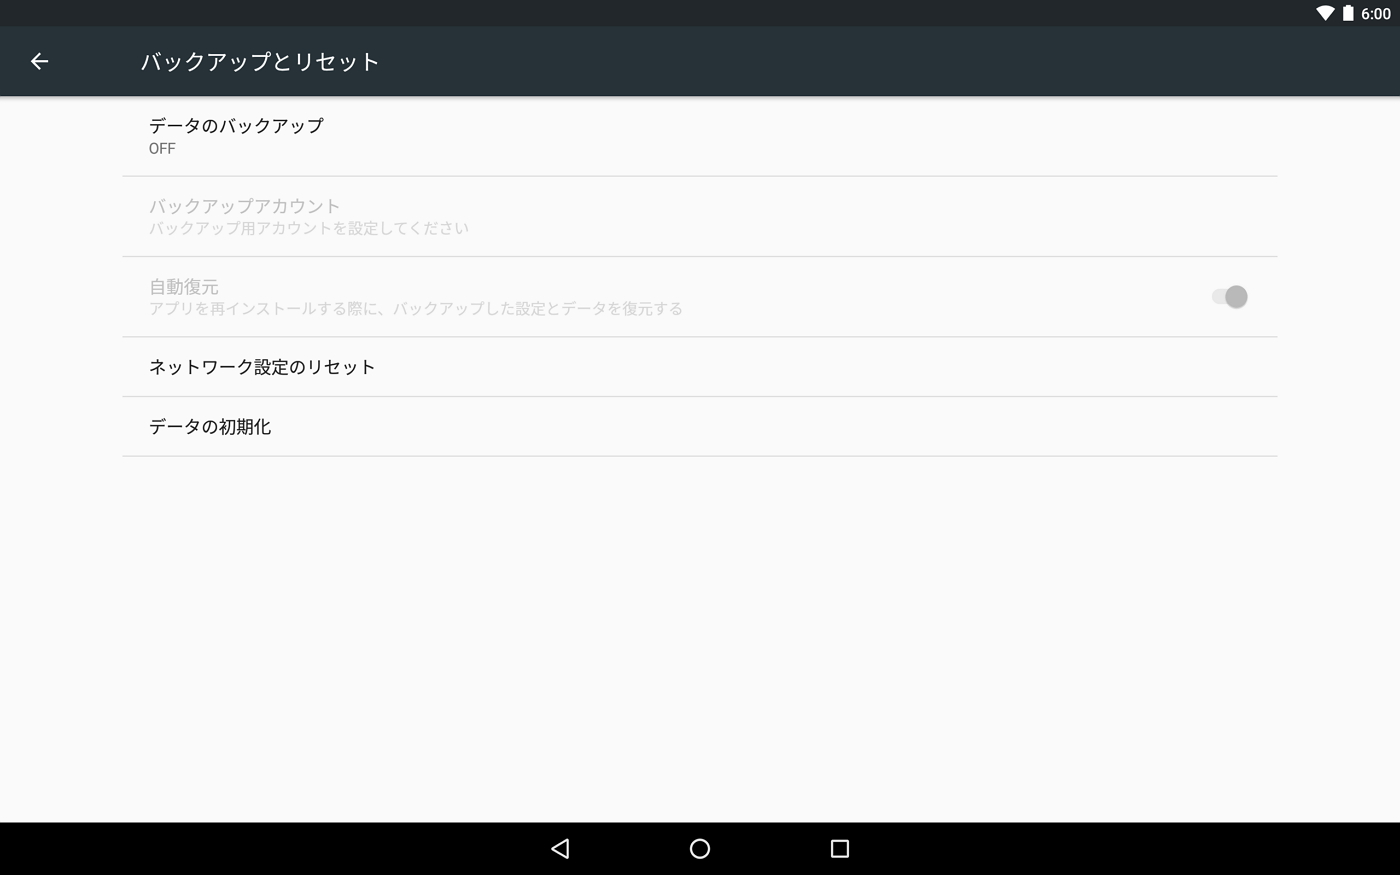 6:00
バックアップとリセット
データのバックアップ
OFF
バックアップアカウント
バックアップ用アカウントを設定してください
自動復元
アプリを再インストールする際に、バックアップした設定とデータを復元する
ネットワーク設定のリセット
データの初期化